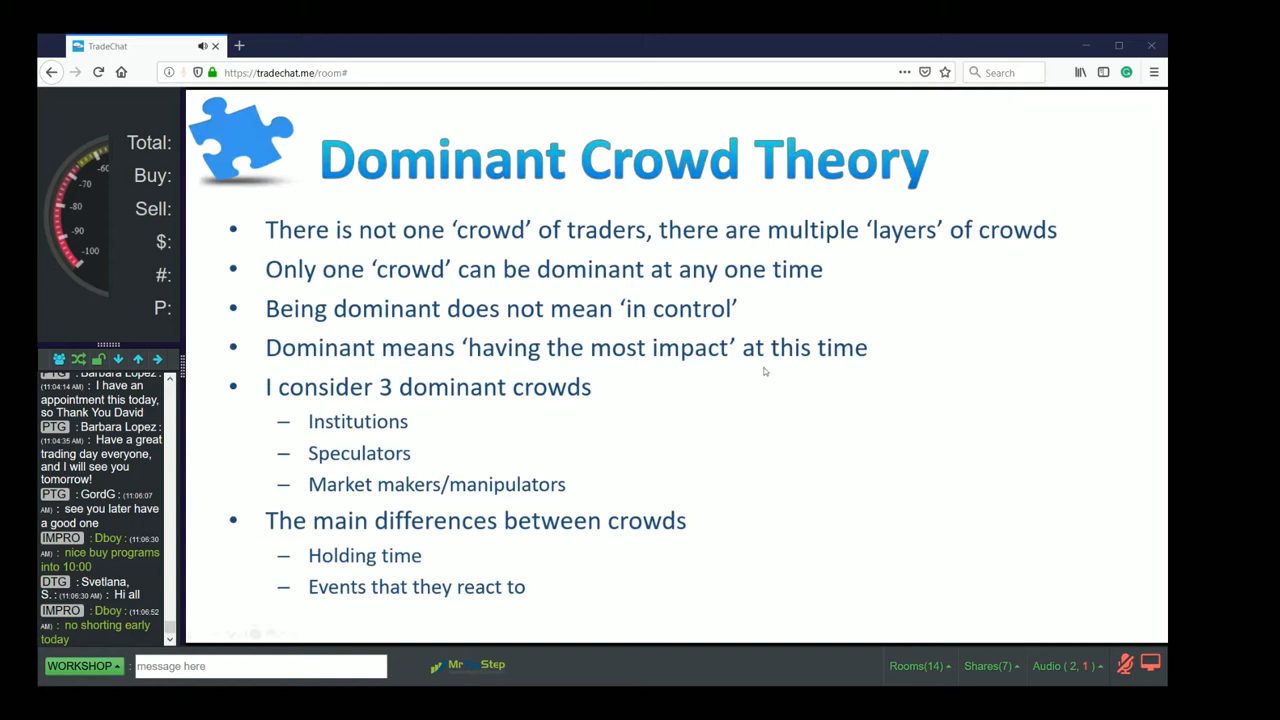 TradeChat
https://tradechat.me/room#
Search
Total:
Buy:
Sell:
$:
#:
P:
-60
-70
-80
-90
-100
Dominant Crowd Theory
• There is not one ‘crowd’ of traders, there are multiple ‘layers’ of crowds
• Only one ‘crowd’ can be dominant at any one time
• Being dominant does not mean ‘in control’
• Dominant means ‘having the most impact’ at this time
• I consider 3 dominant crowds
– Institutions
– Speculators
– Market makers/manipulators
• The main differences between crowds
– Holding time
– Events that they react to
PTG : Barbara Lopez :
(11:04:14 AM) : I have an
appointment this today,
so Thank You David
PTG : Barbara Lopez :
(11:04:35 AM) : Have a great
trading day everyone,
and I will see you
tomorrow!
PTG : GordG : (11:06:07
AM) : see you later have
a good one
IMPRO : Dboy : (11:06:30
AM) : nice buy programs
into 10:00
DTG : Svetlana,
S. : (11:06:30 AM) : Hi all
IMPRO : Dboy : (11:06:52
AM) : no shorting early
today
WORKSHOP : message here
Rooms(14) Shares(7) Audio ( 2, 1 )